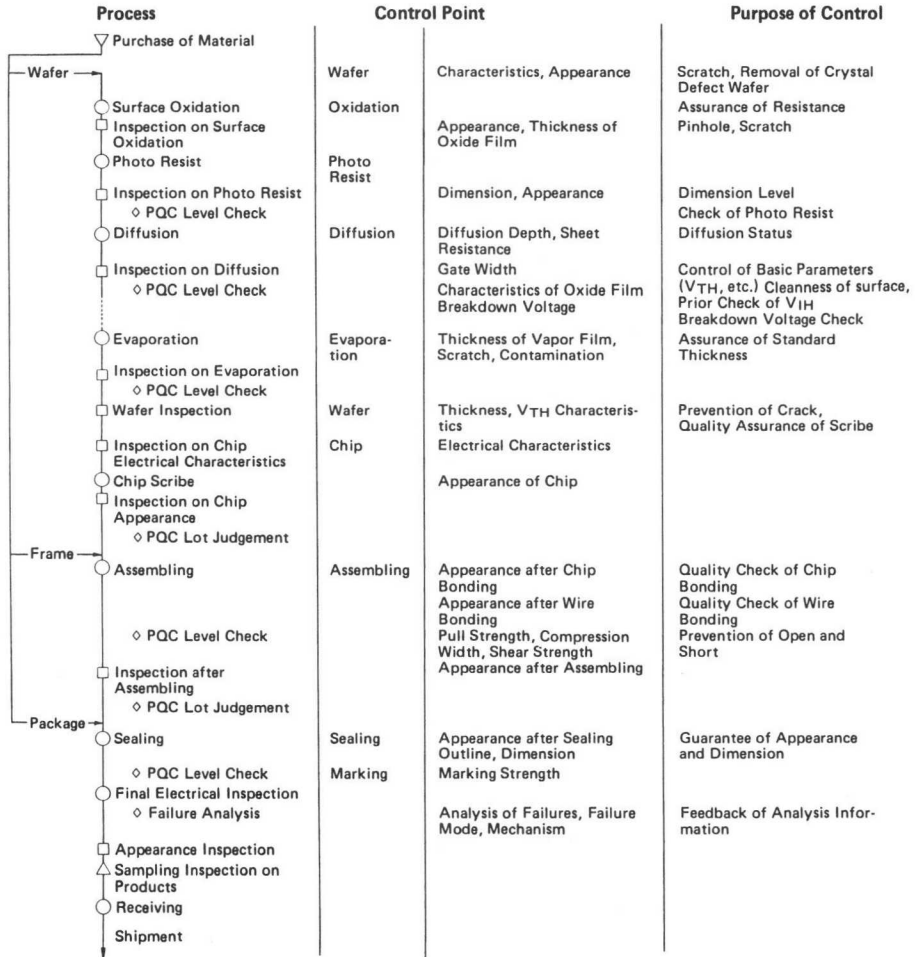 Process Control Point Purpose of Control
Purchase of Material
Wafer Wafer Characteristics, Appearance Scratch, Removal of Crystal
Defect Wafer
Surface Oxidation Oxidation Assurance of Resistance
Inspection on Surface Appearance, Thickness of Pinhole, Scratch
Oxidation Oxide Film
Photo Resist Photo
Resist
Inspection on Photo Resist Dimension, Appearance Dimension Level
◊ PQC Level Check Check of Photo Resist
Diffusion Diffusion Diffusion Depth, Sheet Diffusion Status
Resistance
Inspection on Diffusion Gate Width Control of Basic Parameters
◊ PQC Level Check Characteristics of Oxide Film (VTH, etc.) Cleanness of surface,
Breakdown Voltage Prior Check of VIH
Breakdown Voltage Check
Evaporation Evapora- Thickness of Vapor Film, Assurance of Standard
tion Scratch, Contamination Thickness
Inspection on Evaporation
◊ PQC Level Check
Wafer Inspection Wafer Thickness, VTH Characteris- Prevention of Crack,
tics Quality Assurance of Scribe
Inspection on Chip Chip Electrical Characteristics
Electrical Characteristics
Chip Scribe Appearance of Chip
Inspection on Chip
Appearance
◊ PQC Lot Judgement
Frame
Assembling Assembling Appearance after Chip Quality Check of Chip
Bonding Bonding
Appearance after Wire Quality Check of Wire
Bonding Bonding
◊ PQC Level Check Pull Strength, Compression Prevention of Open and
Width, Shear Strength Short
Inspection after Appearance after Assembling
Assembling
◊ PQC Lot Judgement
Package
Sealing Sealing Appearance after Sealing Guarantee of Appearance
Outline, Dimension and Dimension
◊ PQC Level Check Marking Marking Strength
Final Electrical Inspection
◊ Failure Analysis Analysis of Failures, Failure Feedback of Analysis Infor-
Mode, Mechanism mation
Appearance Inspection
Sampling Inspection on
Products
Receiving
Shipment